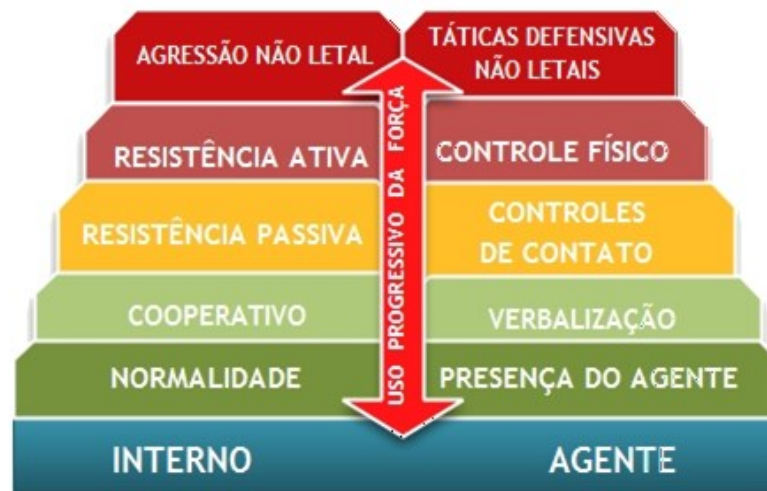 AGRESSÃO NÃO LETAL
TÁTICAS DEFENSIVAS
NÃO LETAIS
RESISTÊNCIA ATIVA
CONTROLE FÍSICO
RESISTÊNCIA PASSIVA
CONTROLES
DE CONTATO
COOPERATIVO
VERBALIZAÇÃO
NORMALIDADE
PRESENÇA DO AGENTE
INTERNO
AGENTE
USO PROGRESSIVO DA FORÇA